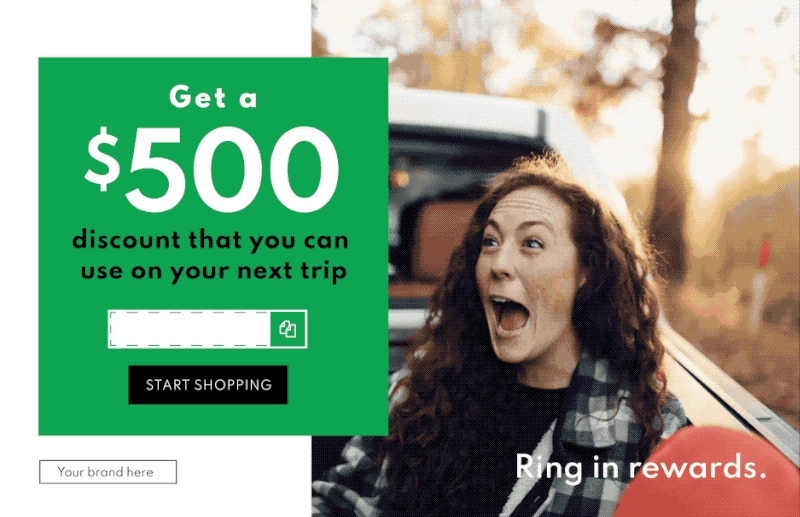 Get a
$500
discount that you can
use on your next trip
START SHOPPING
Your brand here
Ring in rewards.